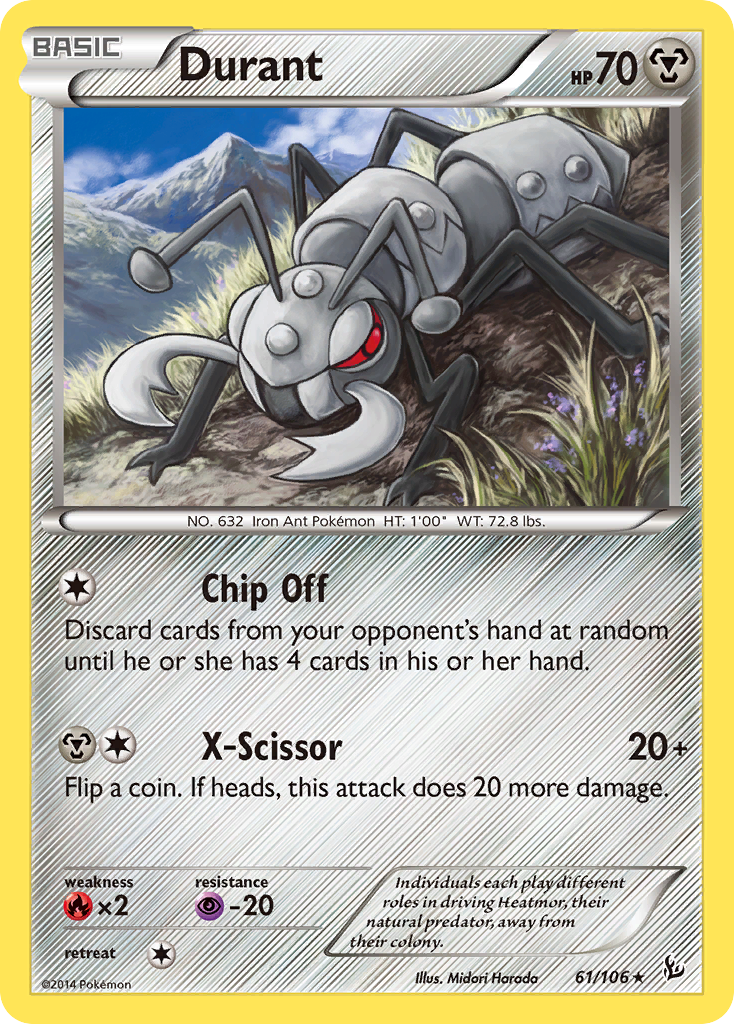 BASIC
Durant
HP70
NO. 632 Iron Ant Pokémon HT: 1'00" WT: 72.8 lbs.
Chip Off
Discard cards from your opponent's hand at random
until he or she has 4 cards in his or her hand.
X-Scissor 20+
Flip a coin. If heads, this attack does 20 more damage.
weakness
×2
resistance
-20
retreat
Individuals each play different
roles in driving Heatmor, their
natural predator, away from
their colony.
©2014 Pokémon
Illus. Midori Harada
61/106★